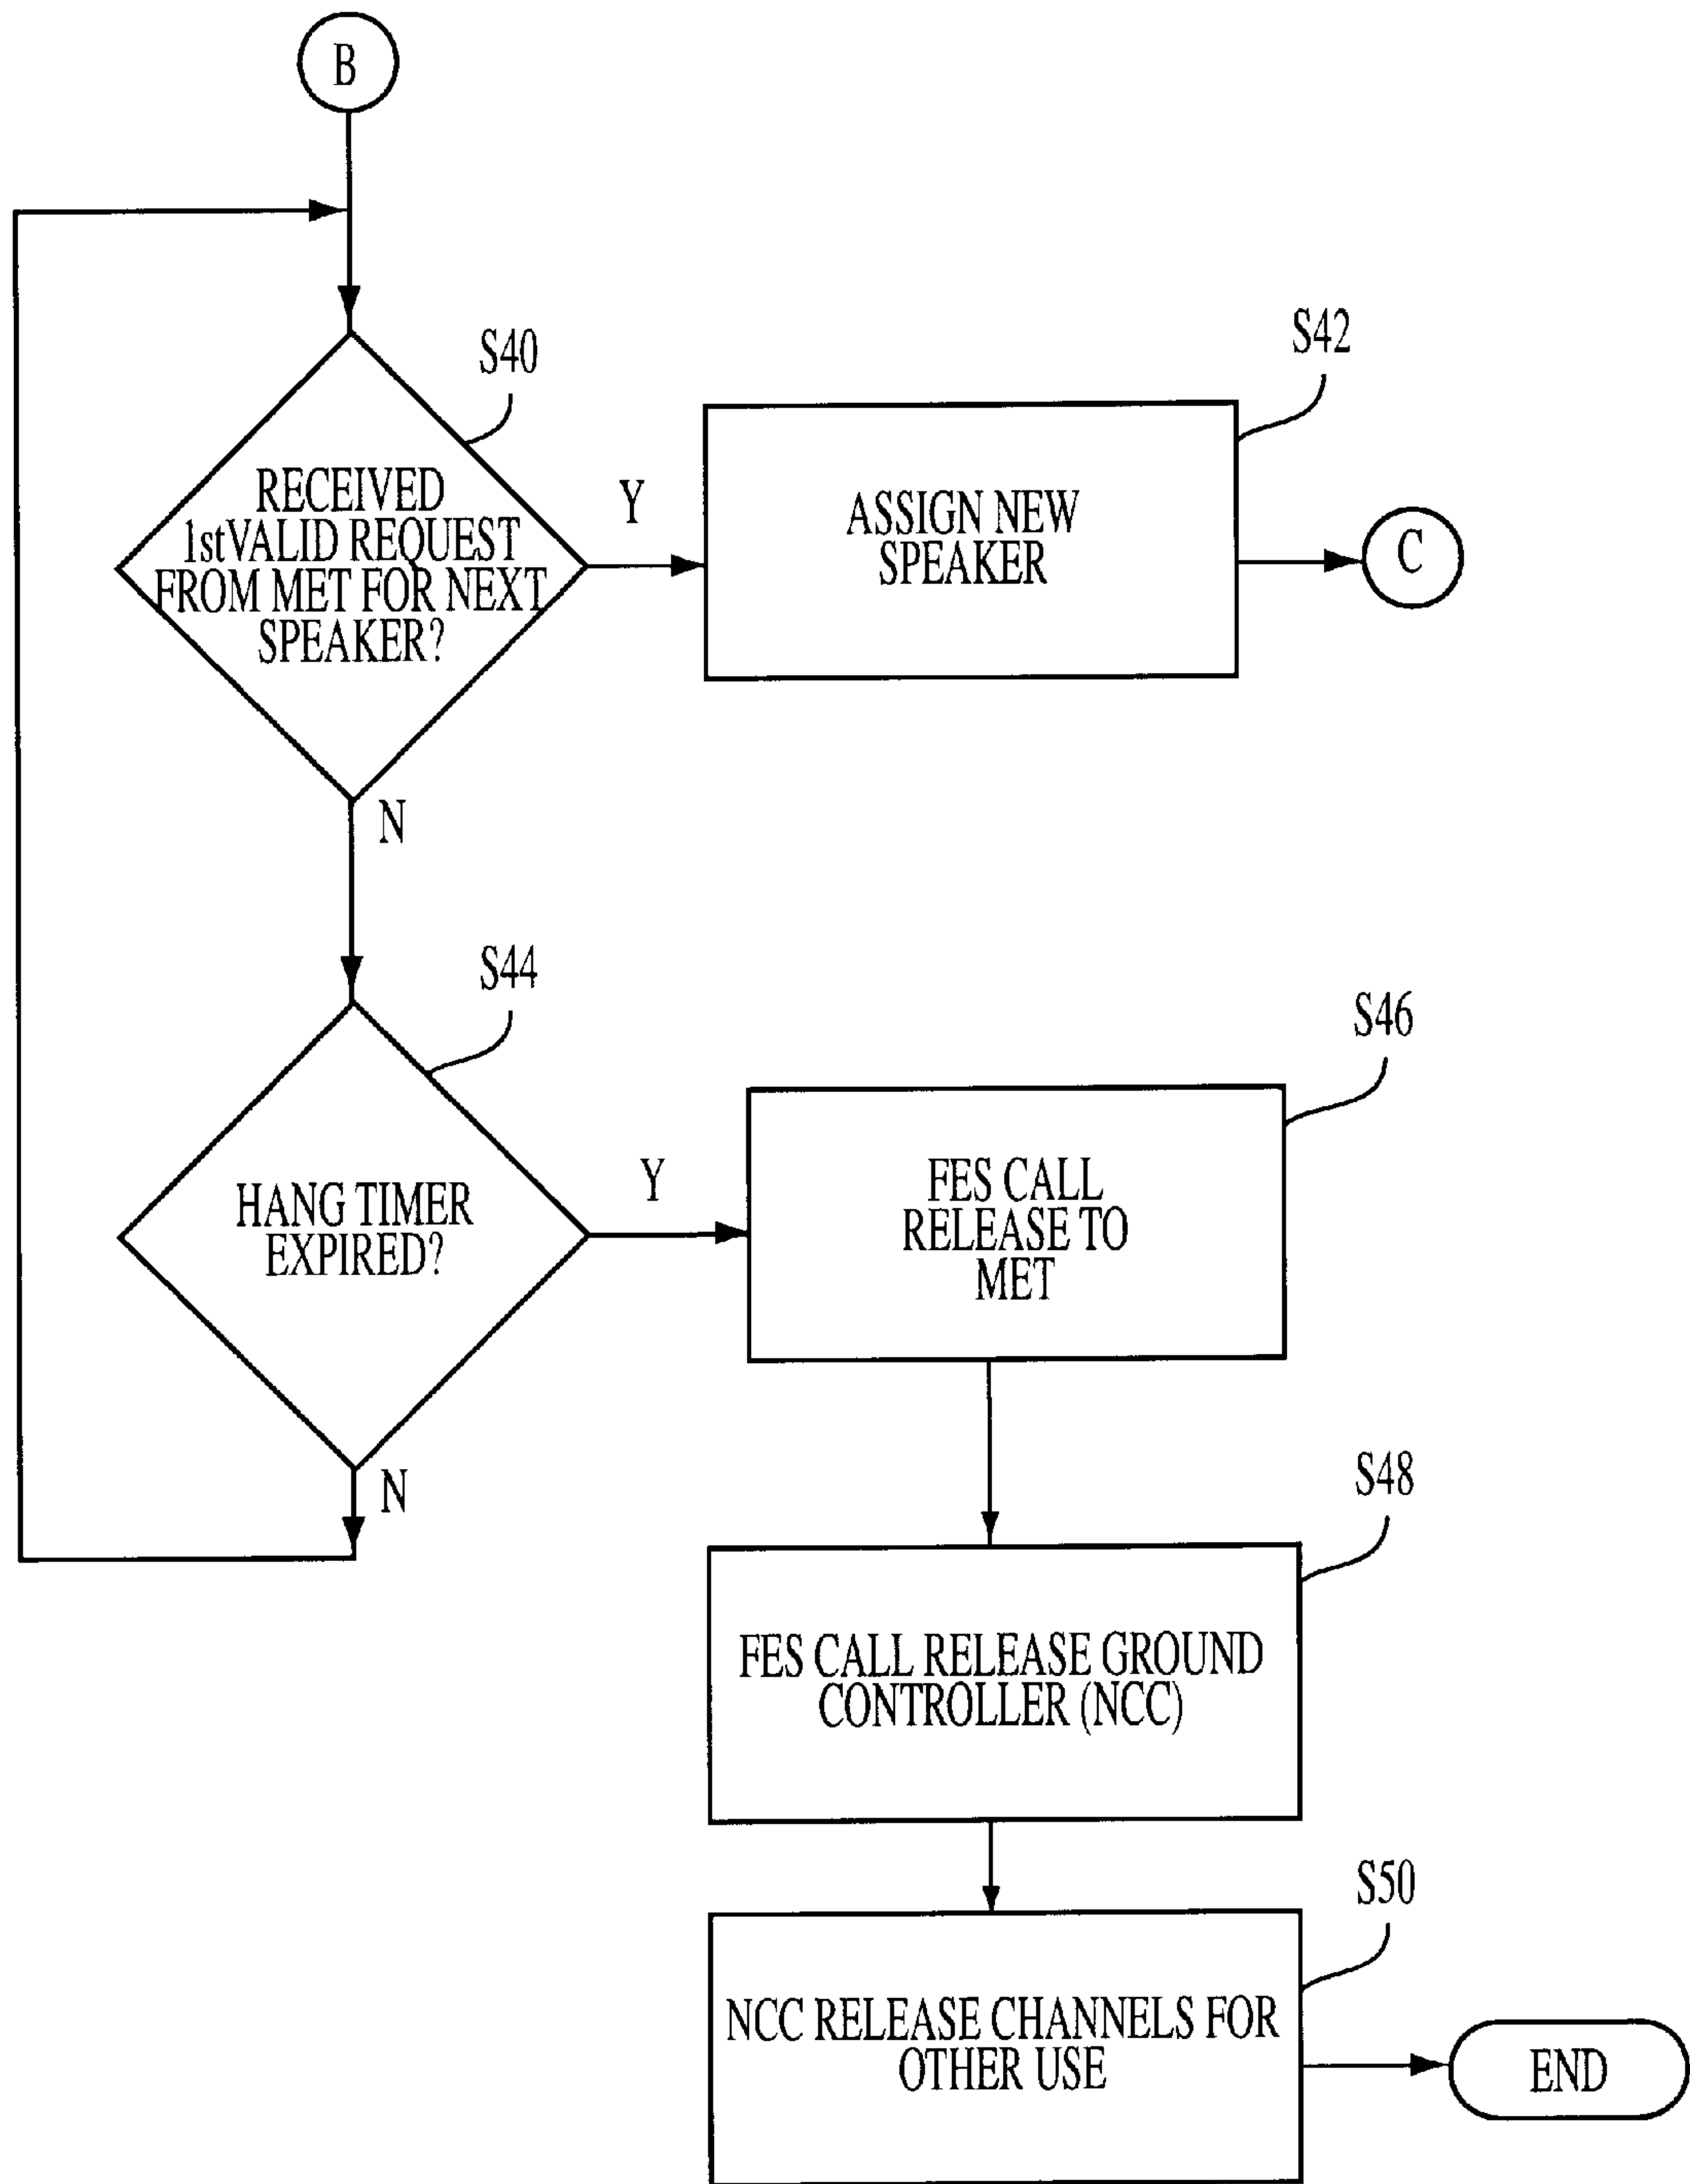 B
S40
RECEIVED
1stVALID REQUEST
FROM MET FOR NEXT
SPEAKER?
Y
S42
ASSIGN NEW
SPEAKER
C
N
S44
HANG TIMER
EXPIRED?
Y
S46
FES CALL
RELEASE TO
MET
N
S48
FES CALL RELEASE GROUND
CONTROLLER (NCC)
S50
NCC RELEASE CHANNELS FOR
OTHER USE
END